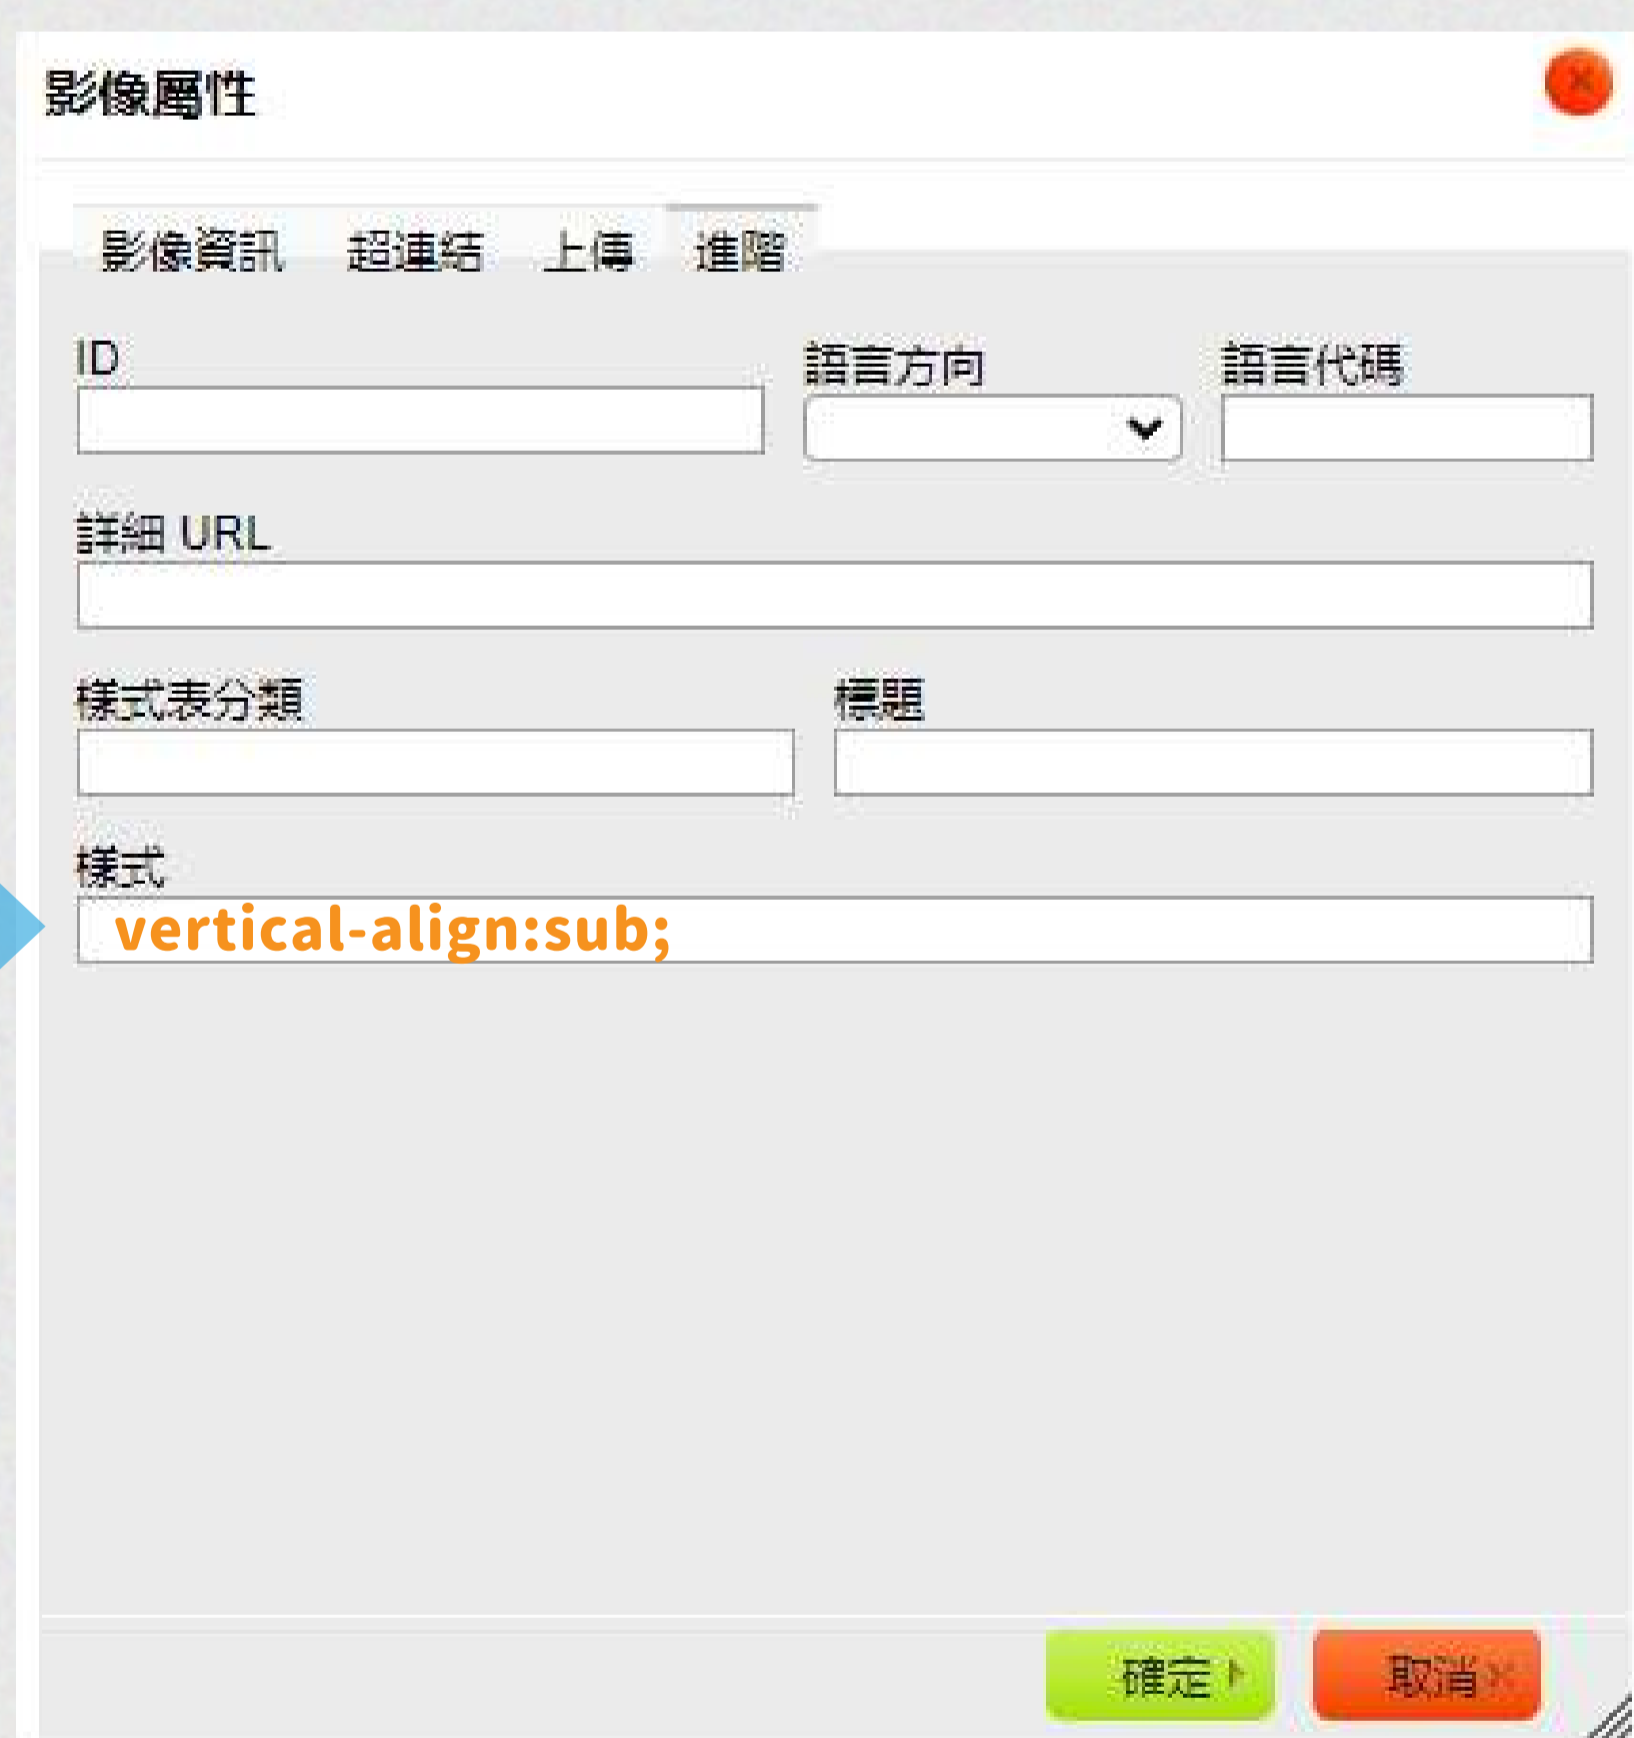 影像屬性
影像資訊 超連結 上傳 進階
ID 語言方向 語言代碼
詳細 URL
樣式表分類 標題
樣式
vertical-align:sub;
確定 取消